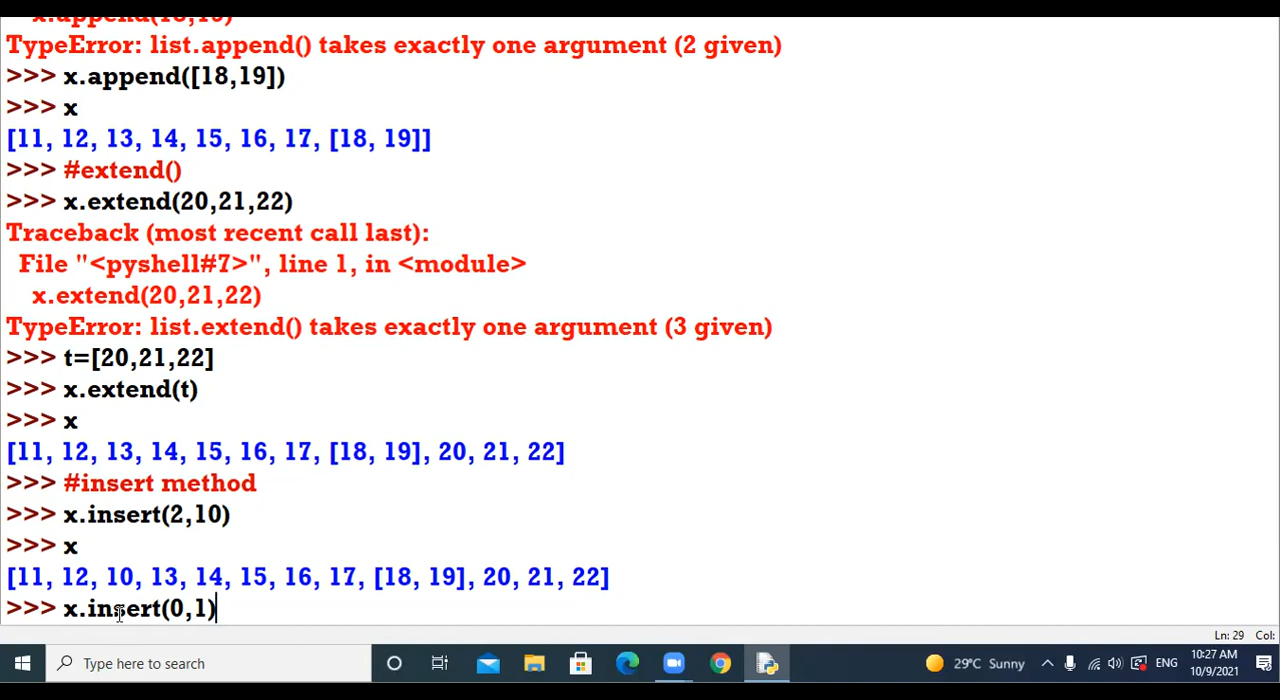 x.append(18,19)
TypeError: list.append() takes exactly one argument (2 given)
>>> x.append([18,19])
>>> x
[11, 12, 13, 14, 15, 16, 17, [18, 19]]
>>> #extend()
>>> x.extend(20,21,22)
Traceback (most recent call last):
File "<pyshell#7>", line 1, in <module>
x.extend(20,21,22)
TypeError: list.extend() takes exactly one argument (3 given)
>>> t=[20,21,22]
>>> x.extend(t)
>>> x
[11, 12, 13, 14, 15, 16, 17, [18, 19], 20, 21, 22]
>>> #insert method
>>> x.insert(2,10)
>>> x
[11, 12, 10, 13, 14, 15, 16, 17, [18, 19], 20, 21, 22]
>>> x.insert(0,1)
Ln: 29 Col:
Type here to search
29°C Sunny
ENG
10:27 AM
10/9/2021